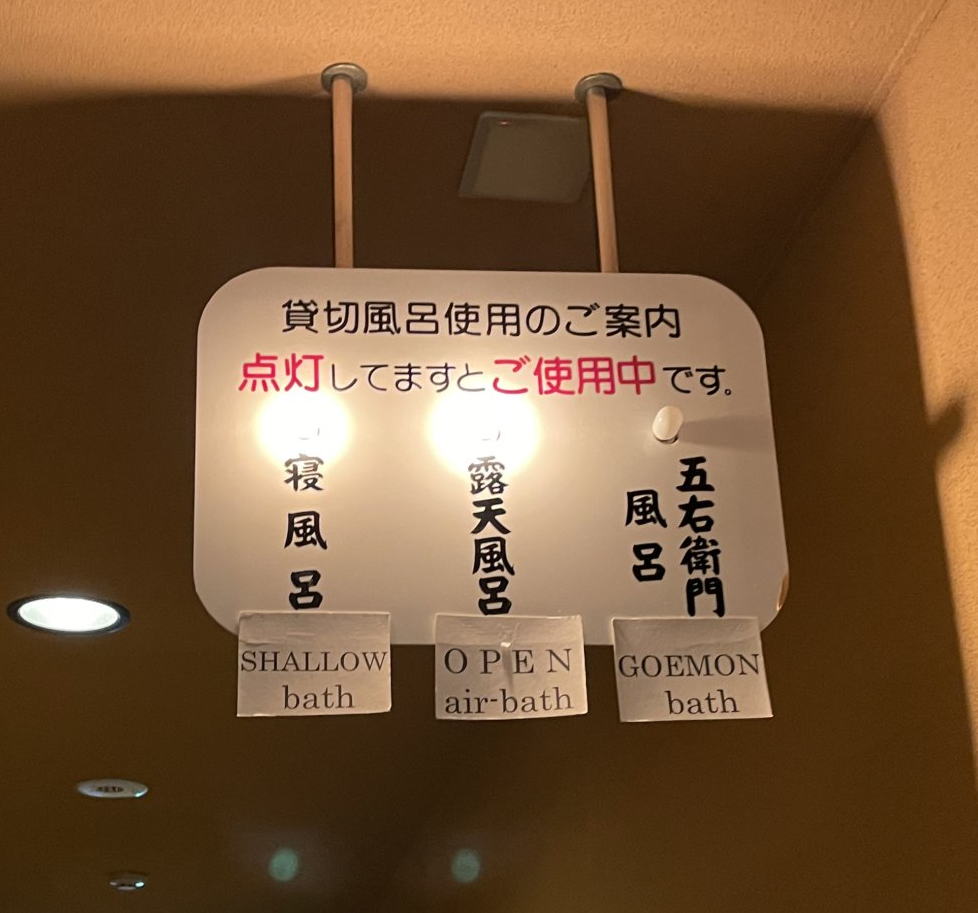 貸切風呂使用のご案内
点灯してますとご使用中です。
寝風呂
露天風呂
五右衛門
風呂
SHALLOW
bath
OPEN
air-bath
GOEMON
bath